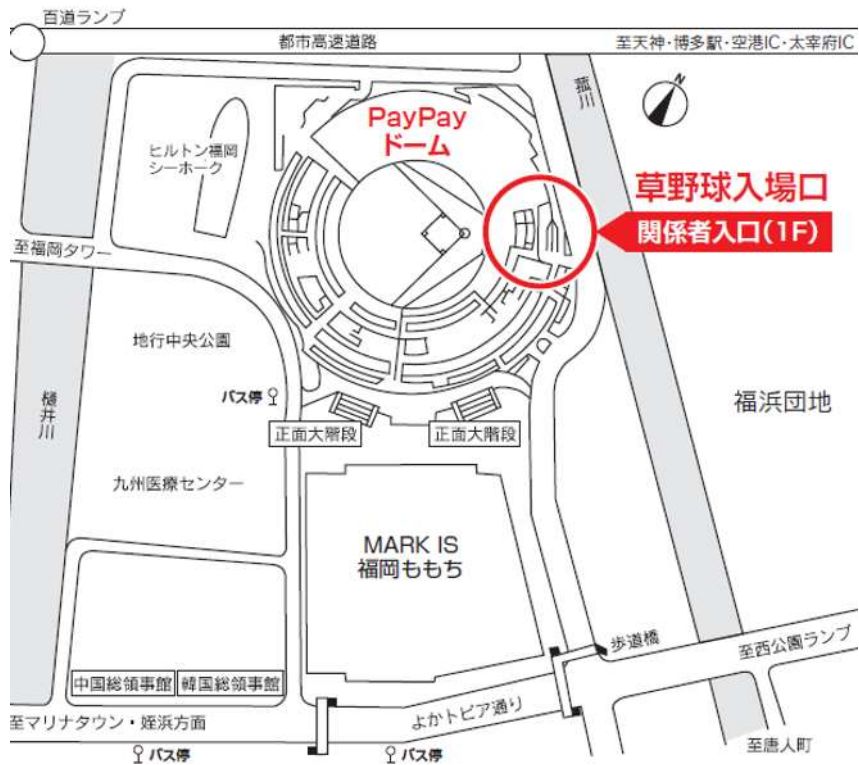 百道ランプ
都市高速道路
至天神・博多駅・空港IC・太宰府IC
N
菰川
PayPay
ドーム
ヒルトン福岡
シーホーク
草野球入場口
関係者入口(1F)
至福岡タワー
地行中央公園
バス停
樋井川
福浜団地
正面大階段
正面大階段
九州医療センター
MARK IS
福岡ももち
歩道橋
至西公園ランプ
中国総領事館
韓国総領事館
よかトピア通り
至マリナタウン・姪浜方面
至唐人町
バス停
バス停